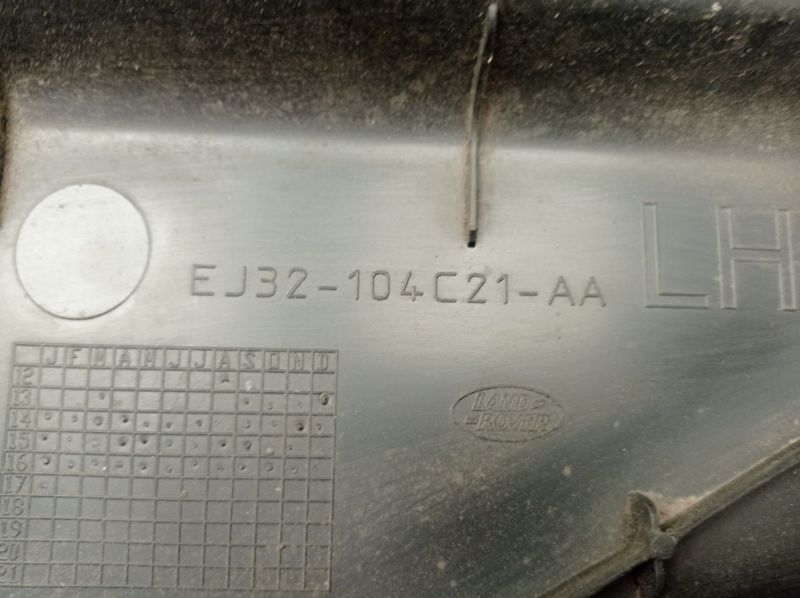 EJ32-104C21-AA
LH
J F M A M J J A S O N D
12
13
14
15
16
17
18
19
20
21
LAND-
-ROVER